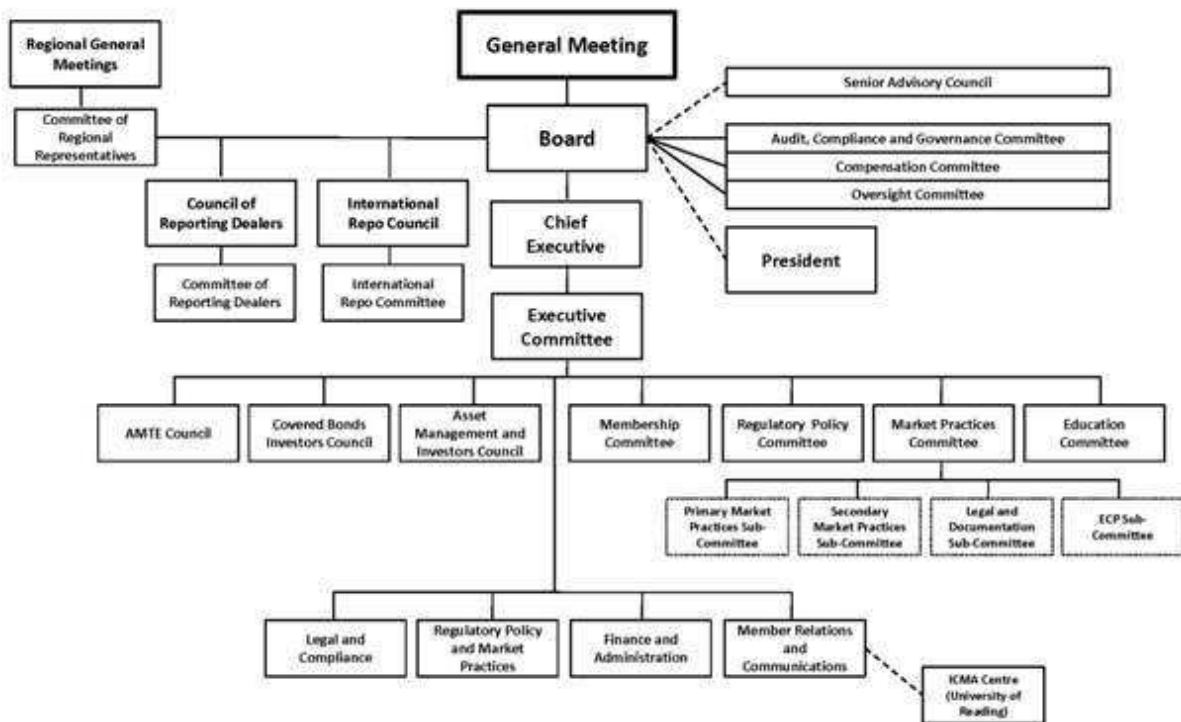 General Meeting
Regional General
Meetings
Senior Advisory Council
Committee of
Regional
Representatives
Board
Audit, Compliance and Governance Committee
Compensation Committee
Oversight Committee
Council of
Reporting Dealers
International
Repo Council
Chief
Executive
President
Committee of
Reporting Dealers
International
Repo Committee
Executive
Committee
AMTE Council
Covered Bonds
Investors Council
Asset
Management and
Investors Council
Membership
Committee
Regulatory Policy
Committee
Market Practices
Committee
Education
Committee
Primary Market
Practices Sub-
Committee
Secondary
Market Practices
Sub-Committee
Legal and
Documentation
Sub-Committee
ECP Sub-
Committee
Legal and
Compliance
Regulatory Policy
and Market
Practices
Finance and
Administration
Member Relations
and
Communications
ICMA Centre
(University of
Reading)